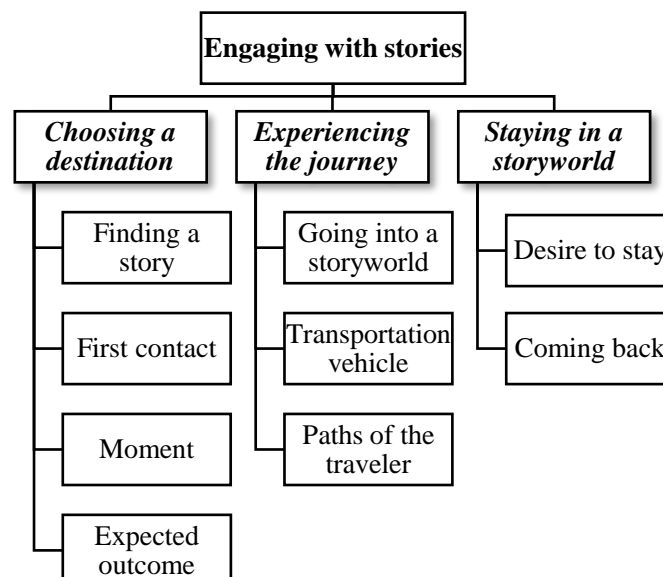 Engaging with stories
Choosing a
destination
Finding a
story
First contact
Moment
Expected
outcome
Experiencing
the journey
Going into a
storyworld
Transportation
vehicle
Paths of the
traveler
Staying in a
storyworld
Desire to stay
Coming back